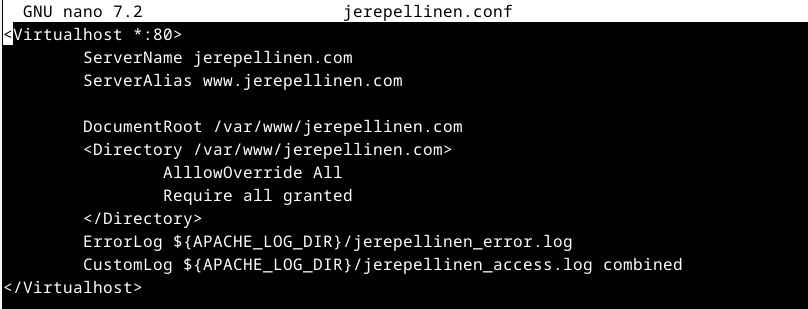 GNU nano 7.2 jerepellinen.conf
<Virtualhost *:80>
ServerName jerepellinen.com
ServerAlias www.jerepellinen.com
DocumentRoot /var/www/jerepellinen.com
<Directory /var/www/jerepellinen.com>
AlllowOverride All
Require all granted
</Directory>
ErrorLog ${APACHE_LOG_DIR}/jerepellinen_error.log
CustomLog ${APACHE_LOG_DIR}/jerepellinen_access.log combined
</Virtualhost>